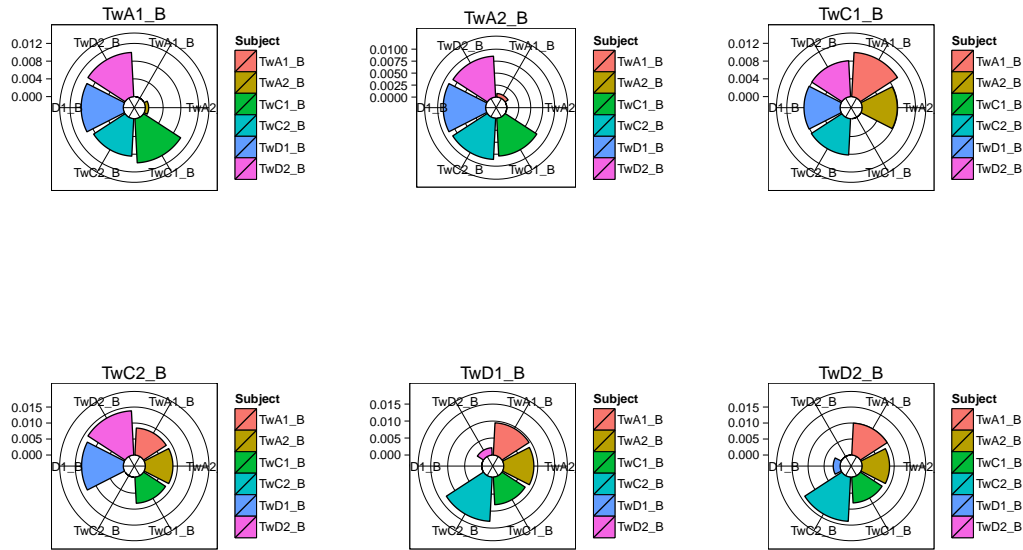 TwA1_B
TwD2_B
TwA1_B
0.012
0.008
0.004
0.000
D1_B
TwA2
TwC2_B
TwC1_B
Subject
TwA1_B
TwA2_B
TwC1_B
TwC2_B
TwD1_B
TwD2_B
TwA2_B
TwD2_B
TwA1_B
0.0100
0.0075
0.0050
0.0025
0.0000
D1_B
TwA2
TwC2_B
TwC1_B
Subject
TwA1_B
TwA2_B
TwC1_B
TwC2_B
TwD1_B
TwD2_B
TwC1_B
TwD2_B
TwA1_B
0.012
0.008
0.004
0.000
D1_B
TwA2
TwC2_B
TwC1_B
Subject
TwA1_B
TwA2_B
TwC1_B
TwC2_B
TwD1_B
TwD2_B
TwC2_B
TwD2_B
TwA1_B
0.015
0.010
0.005
0.000
D1_B
TwA2
TwC2_B
TwC1_B
Subject
TwA1_B
TwA2_B
TwC1_B
TwC2_B
TwD1_B
TwD2_B
TwD1_B
TwD2_B
TwA1_B
0.015
0.010
0.005
0.000
D1_B
TwA2
TwC2_B
TwC1_B
Subject
TwA1_B
TwA2_B
TwC1_B
TwC2_B
TwD1_B
TwD2_B
TwD2_B
TwD2_B
TwA1_B
0.015
0.010
0.005
0.000
D1_B
TwA2
TwC2_B
TwC1_B
Subject
TwA1_B
TwA2_B
TwC1_B
TwC2_B
TwD1_B
TwD2_B